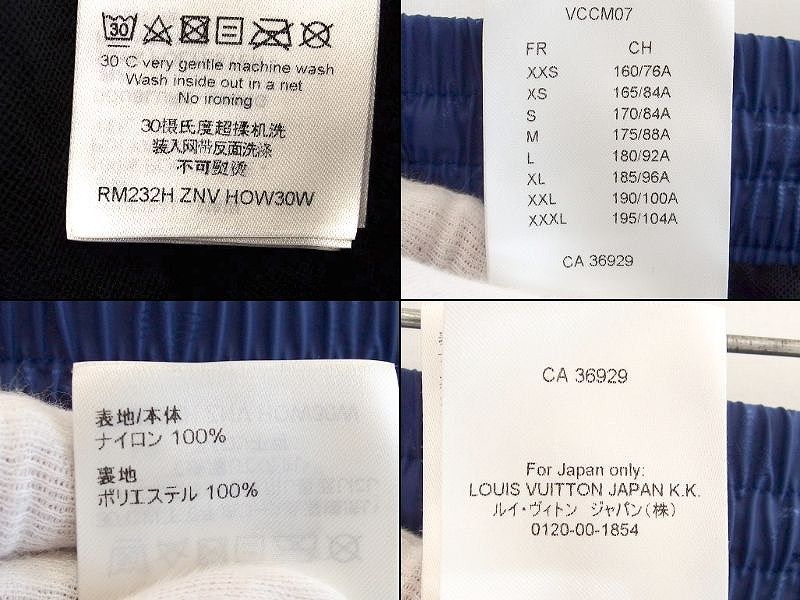 30
30°C very gentle machine wash
Wash inside out in a net
No ironing
30摄氏度超揉机洗
装入网带反面洗涤
不可熨烫
RM232H ZNV HOW30W
VCCM07
FR CH
XXS 160/76A
XS 165/84A
S 170/84A
M 175/88A
L 180/92A
XL 185/96A
XXL 190/100A
XXXL 195/104A
CA 36929
表地/本体
ナイロン 100%
裏地
ポリエステル 100%
CA 36929
For Japan only:
LOUIS VUITTON JAPAN K.K.
ルイ・ヴィトン ジャパン(株)
0120-00-1854